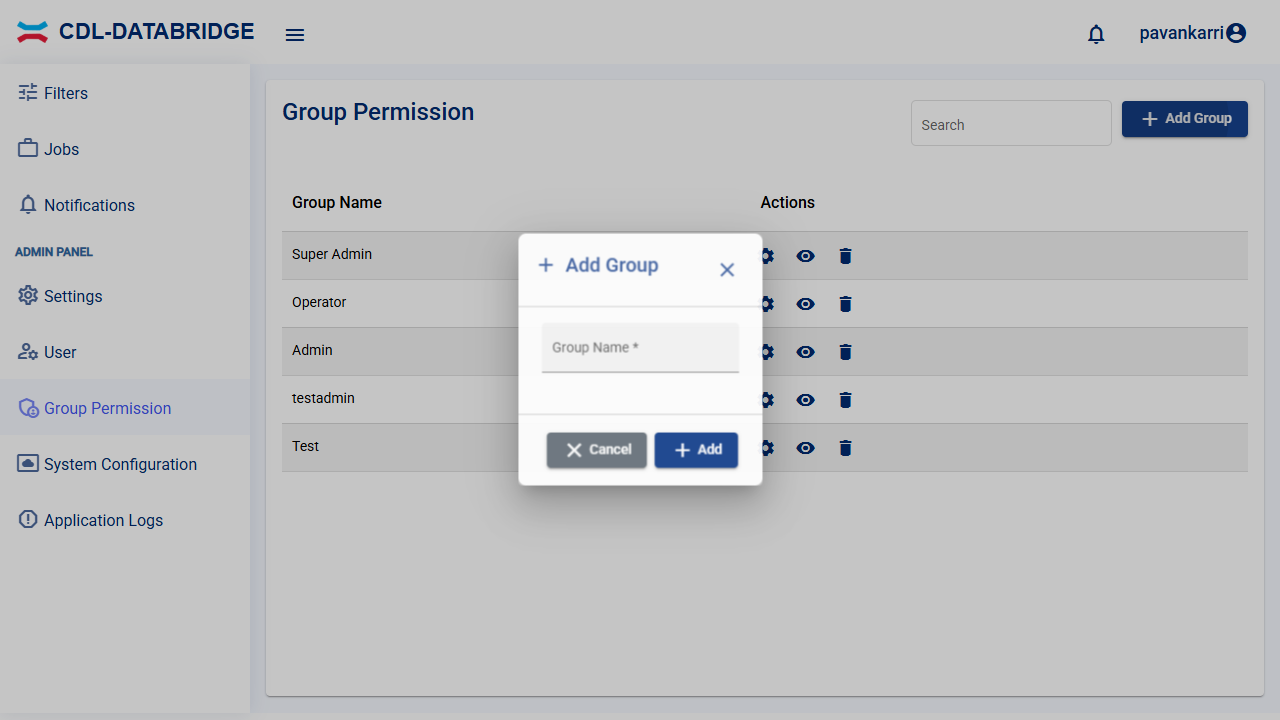 CDL-DATABRIDGE
pavankarri
Filters
Jobs
Notifications
ADMIN PANEL
Settings
User
Group Permission
System Configuration
Application Logs
Group Permission
Search
Add Group
Group Name Actions
Super Admin
Operator
Admin
testadmin
Test
Add Group
Group Name *
Cancel Add